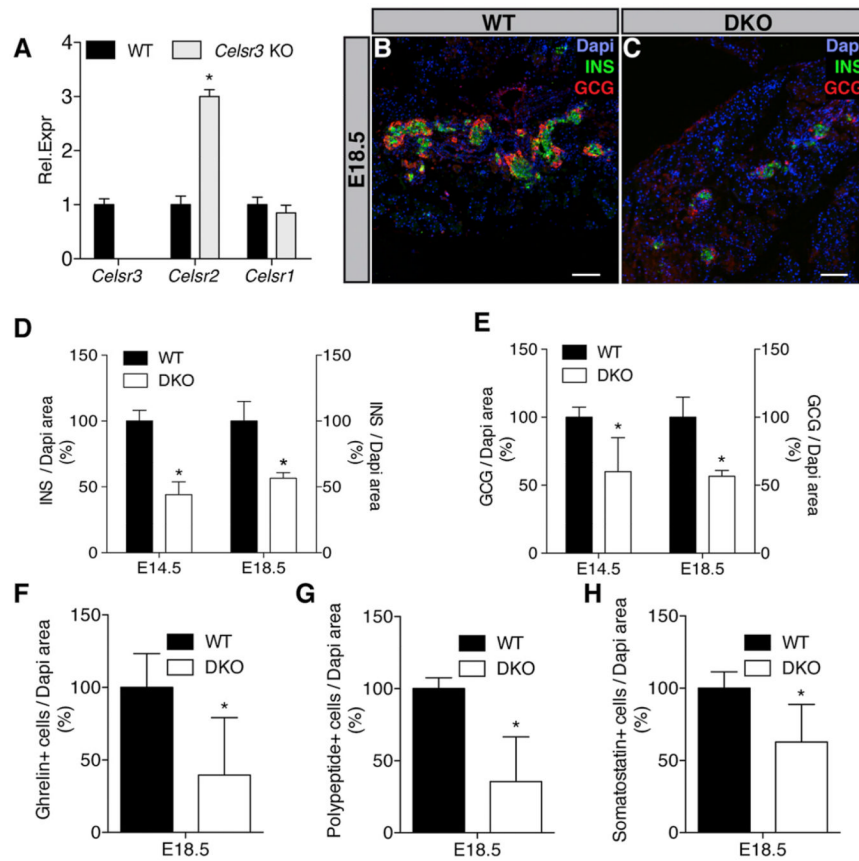 WT
DKO
A
WT
Celsr3 KO
B
Dapi
INS
GCG
C
Dapi
INS
GCG
E18.5
4
3
2
1
0
Rel.Expr
*
Celsr3
Celsr2
Celsr1
D
WT
DKO
150
100
50
0
INS / Dapi area
(%)
*
*
150
100
50
0
INS / Dapi area
(%)
E14.5
E18.5
E
WT
DKO
150
100
50
0
GCG / Dapi area
(%)
*
*
150
100
50
0
GCG / Dapi area
(%)
E14.5
E18.5
F
WT
DKO
150
100
50
0
Ghrelin+ cells / Dapi area
(%)
*
E18.5
G
WT
DKO
150
100
50
0
Polypeptide+ cells / Dapi area
(%)
*
E18.5
H
WT
DKO
150
100
50
0
Somatostatin+ cells / Dapi area
(%)
*
E18.5